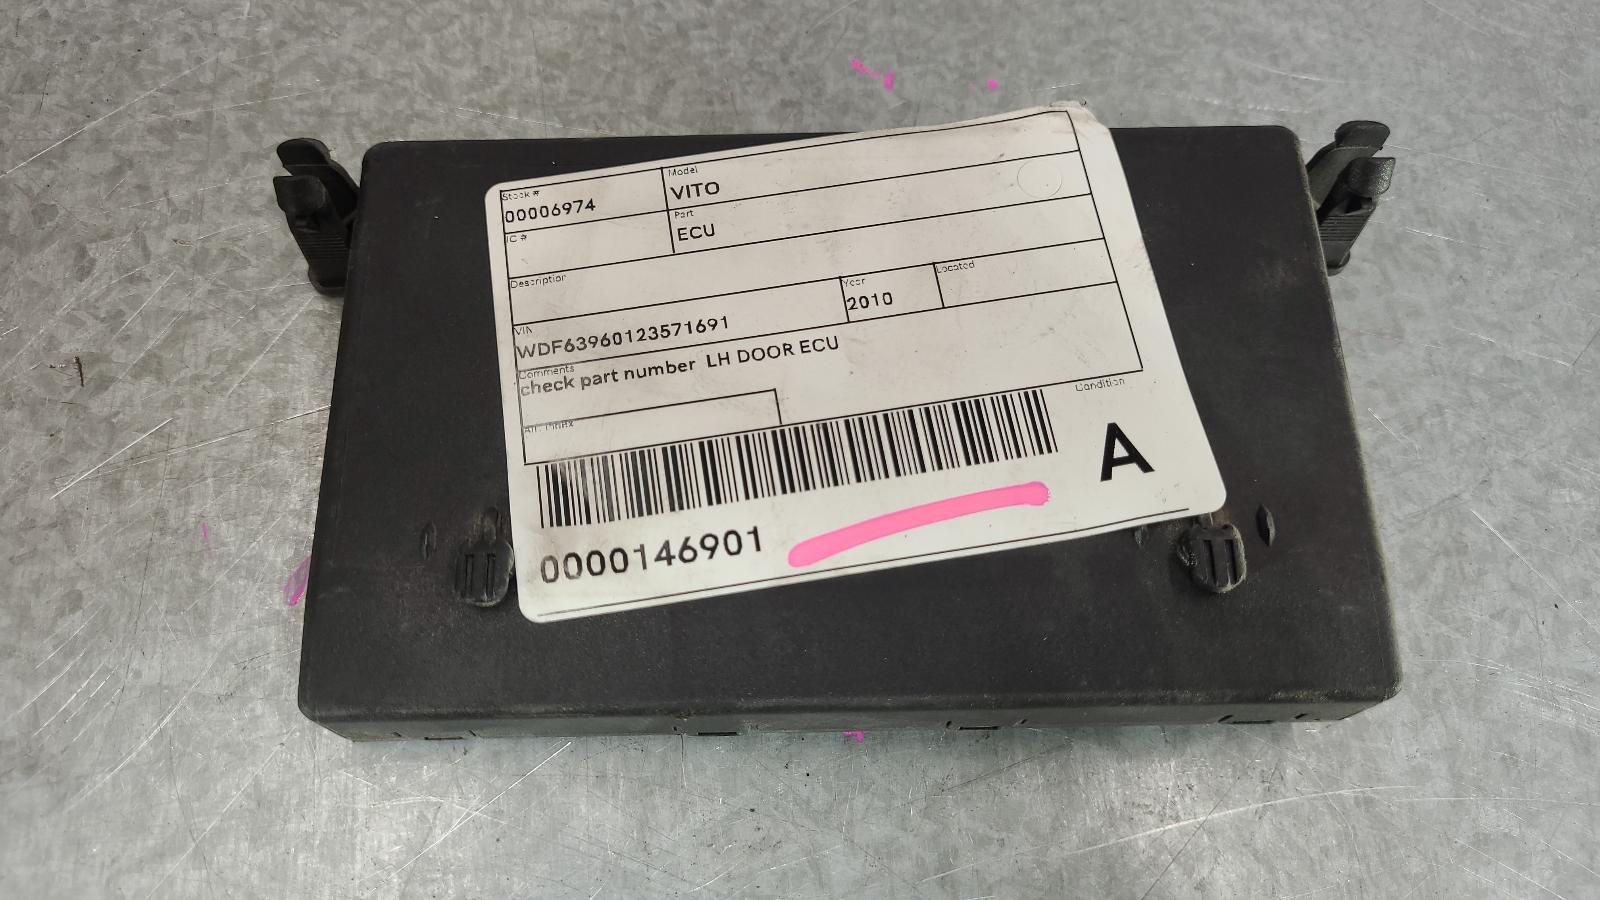 Stock #
00006974
Model
VITO
IC #
Part
ECU
Description
VIN
WDF63960123571691
Year
2010
Located
Comments
check part number LH DOOR ECU
Condition
A
0000146901